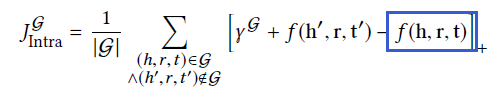 J^𝒢_Intra = 1/|𝒢| ∑_{(h,r,t)∈𝒢 ∧(h′,r,t′)∉𝒢} [γ^𝒢 + f(h′, r, t′) − f(h, r, t)]_+